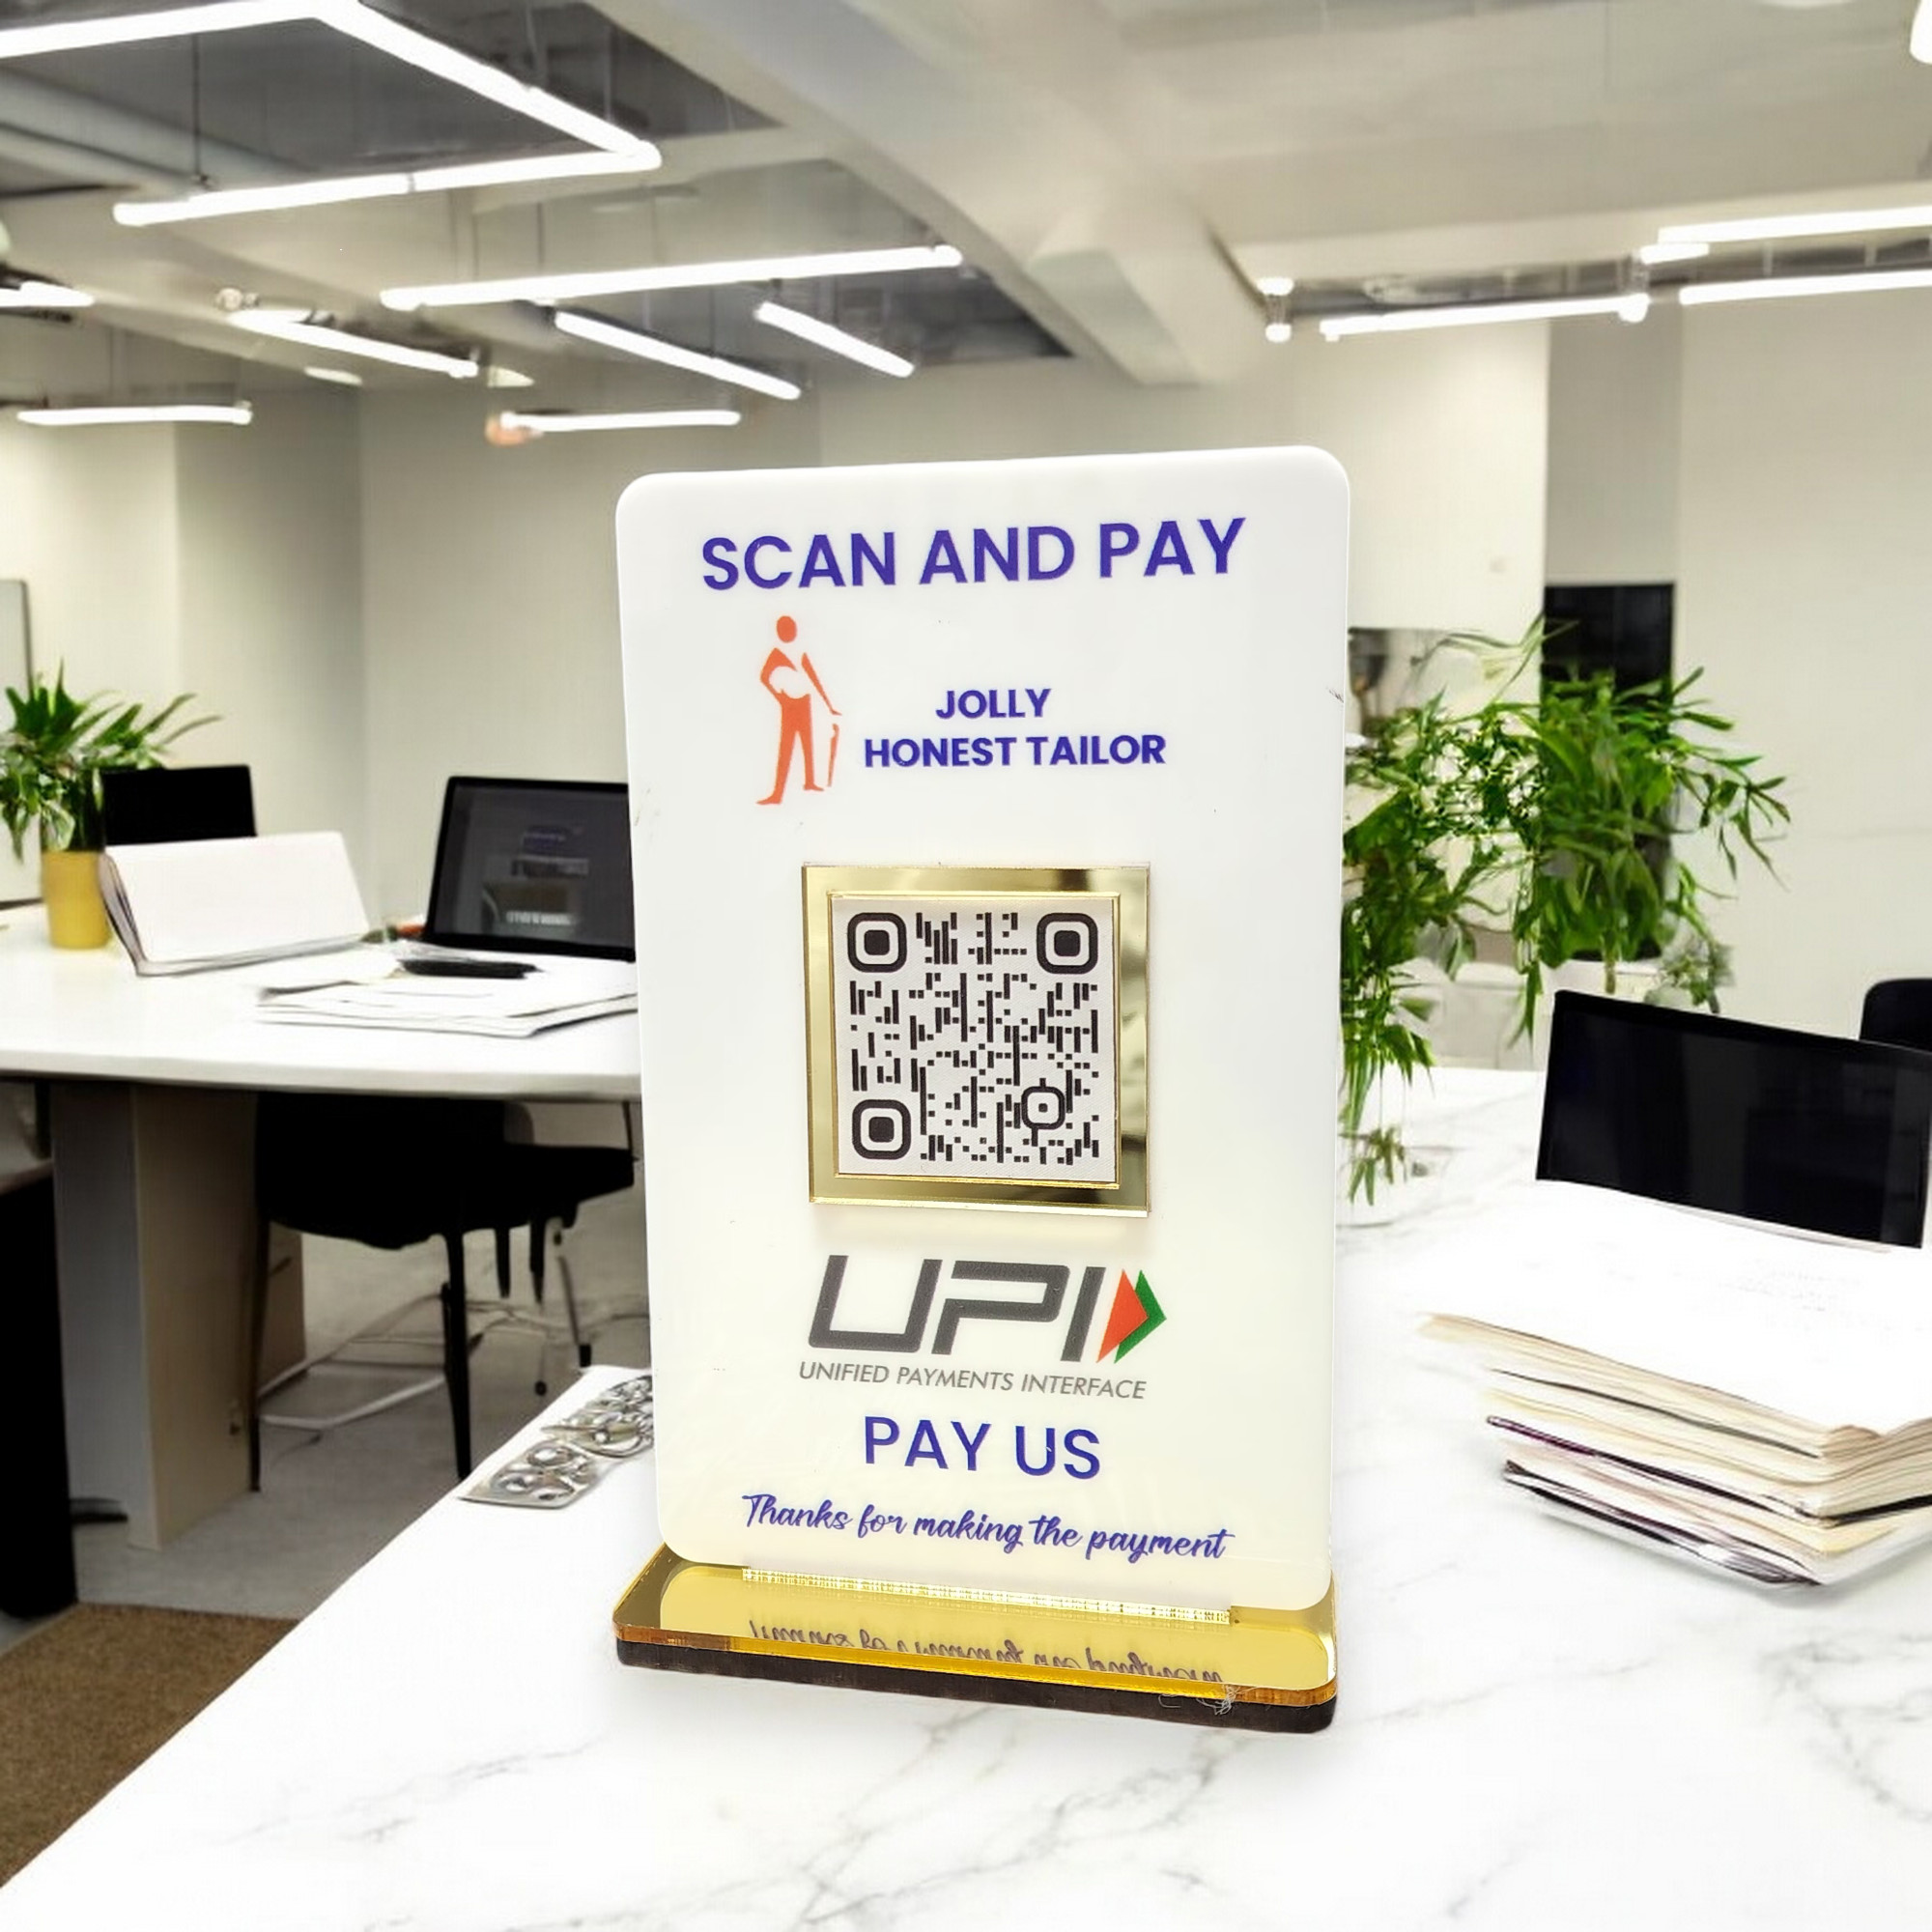 SCAN AND PAY
JOLLY
HONEST TAILOR
UPI
UNIFIED PAYMENTS INTERFACE
PAY US
Thanks for making the payment